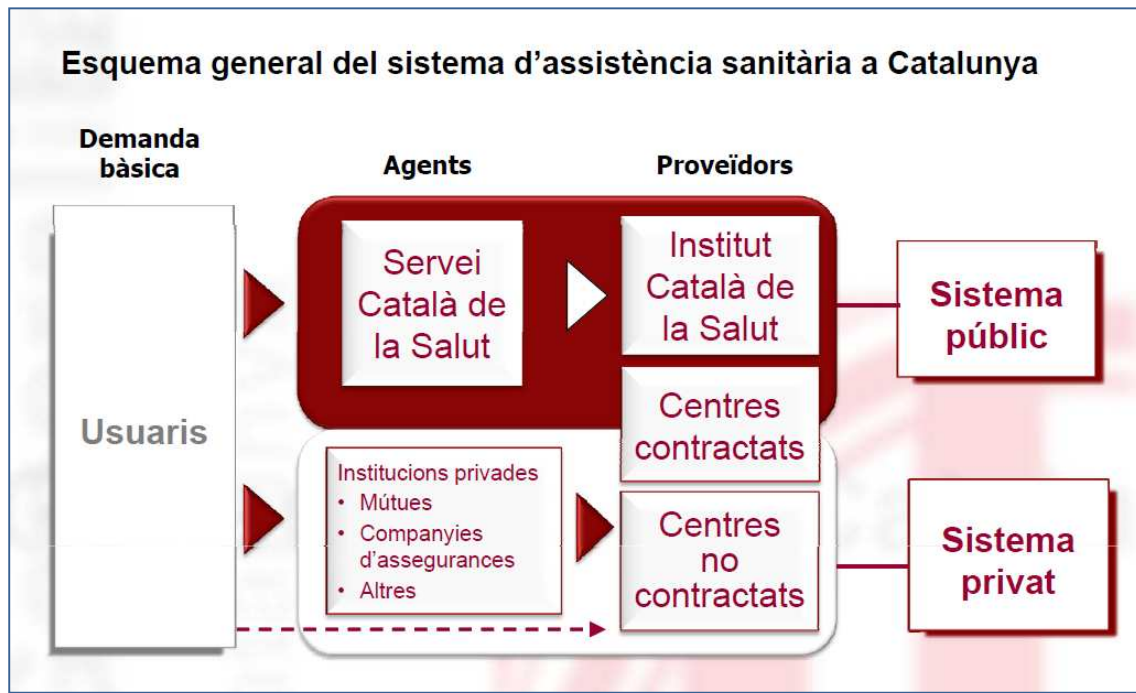 Esquema general del sistema d’assistència sanitària a Catalunya
Demanda
bàsica
Agents
Proveïdors
Usuaris
Servei
Català de
la Salut
Institut
Català de
la Salut
Centres
contractats
Sistema
públic
Institucions privades
• Mútues
• Companyies
d’assegurances
• Altres
Centres
no
contractats
Sistema
privat